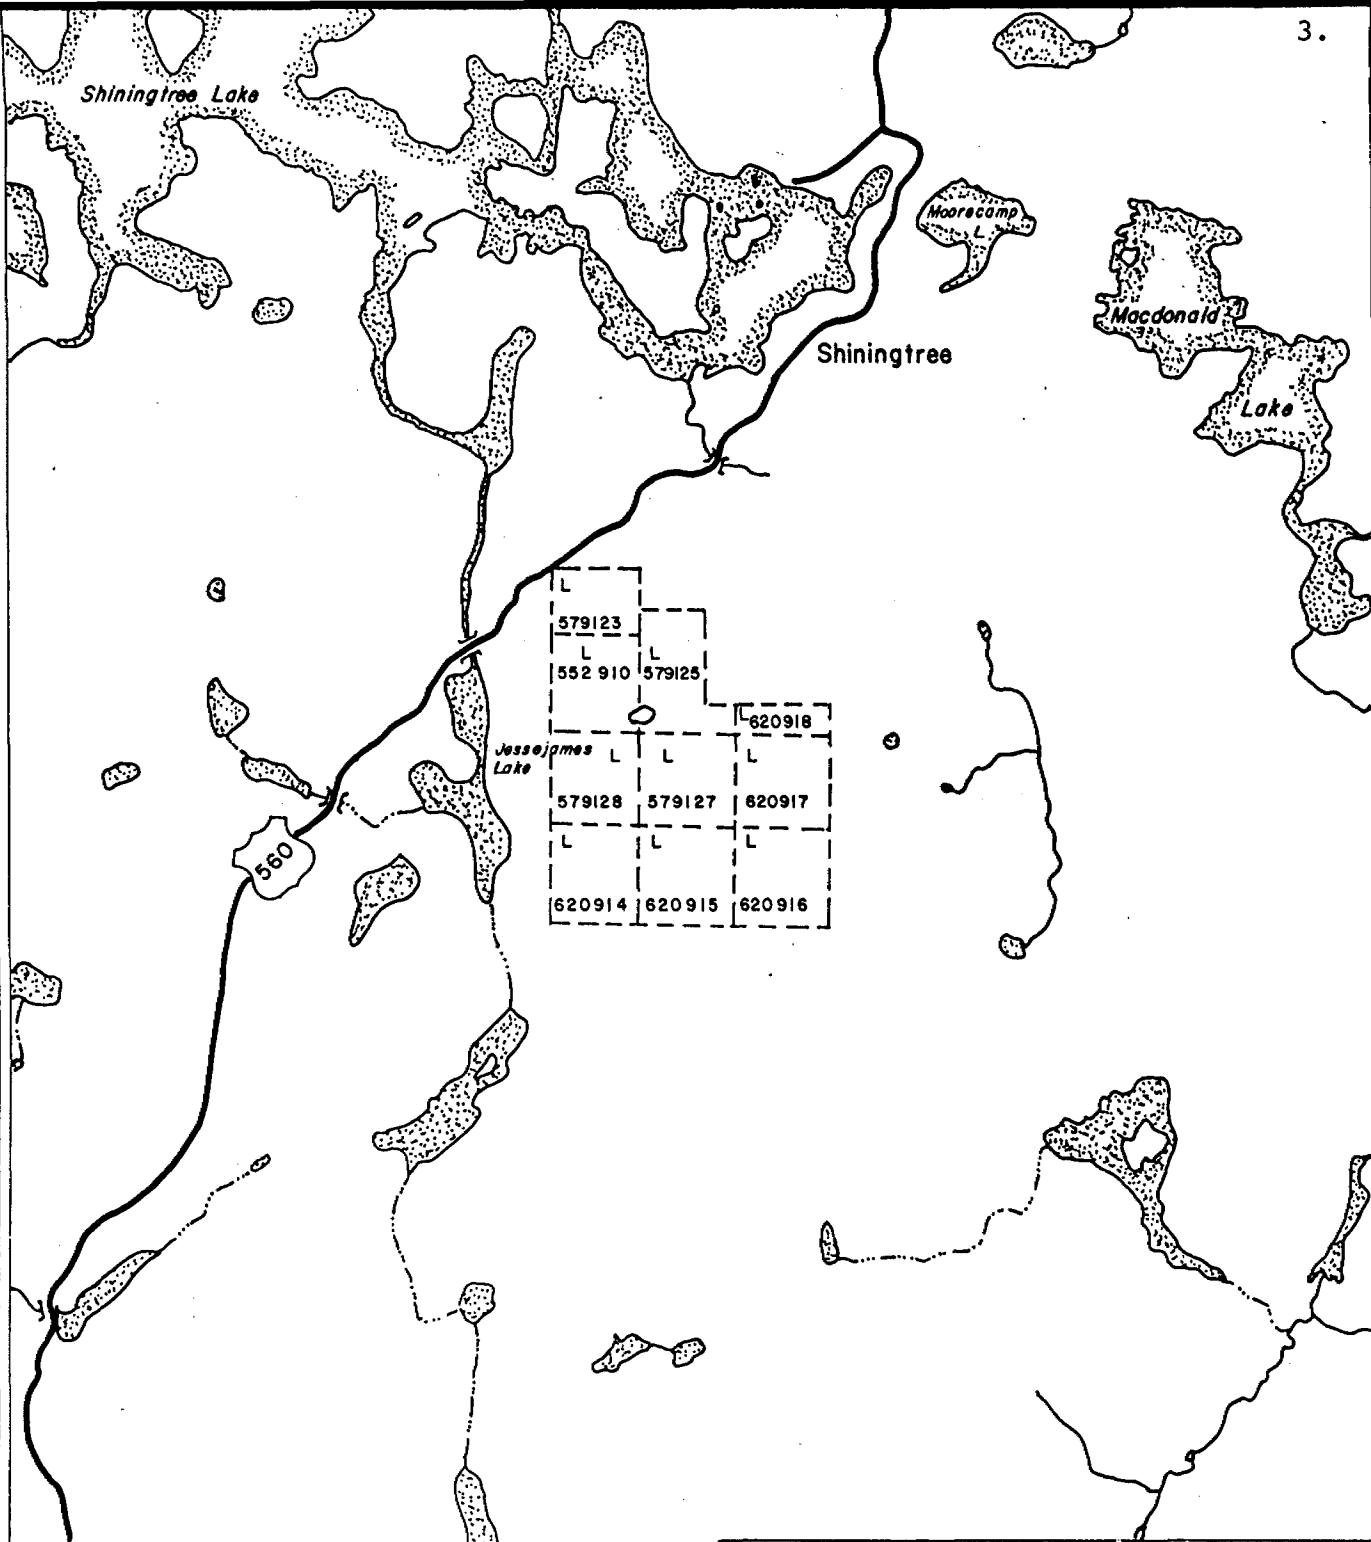 3.
Shiningtree Lake
Moorecamp
L.
Macdonald
Shiningtree
Lake
L
579123
L
552 910
L
579125
L
620918
Jessejames
Lake
L
L
L
579128
579127
620917
560
L
L
L
620914
620915
620916